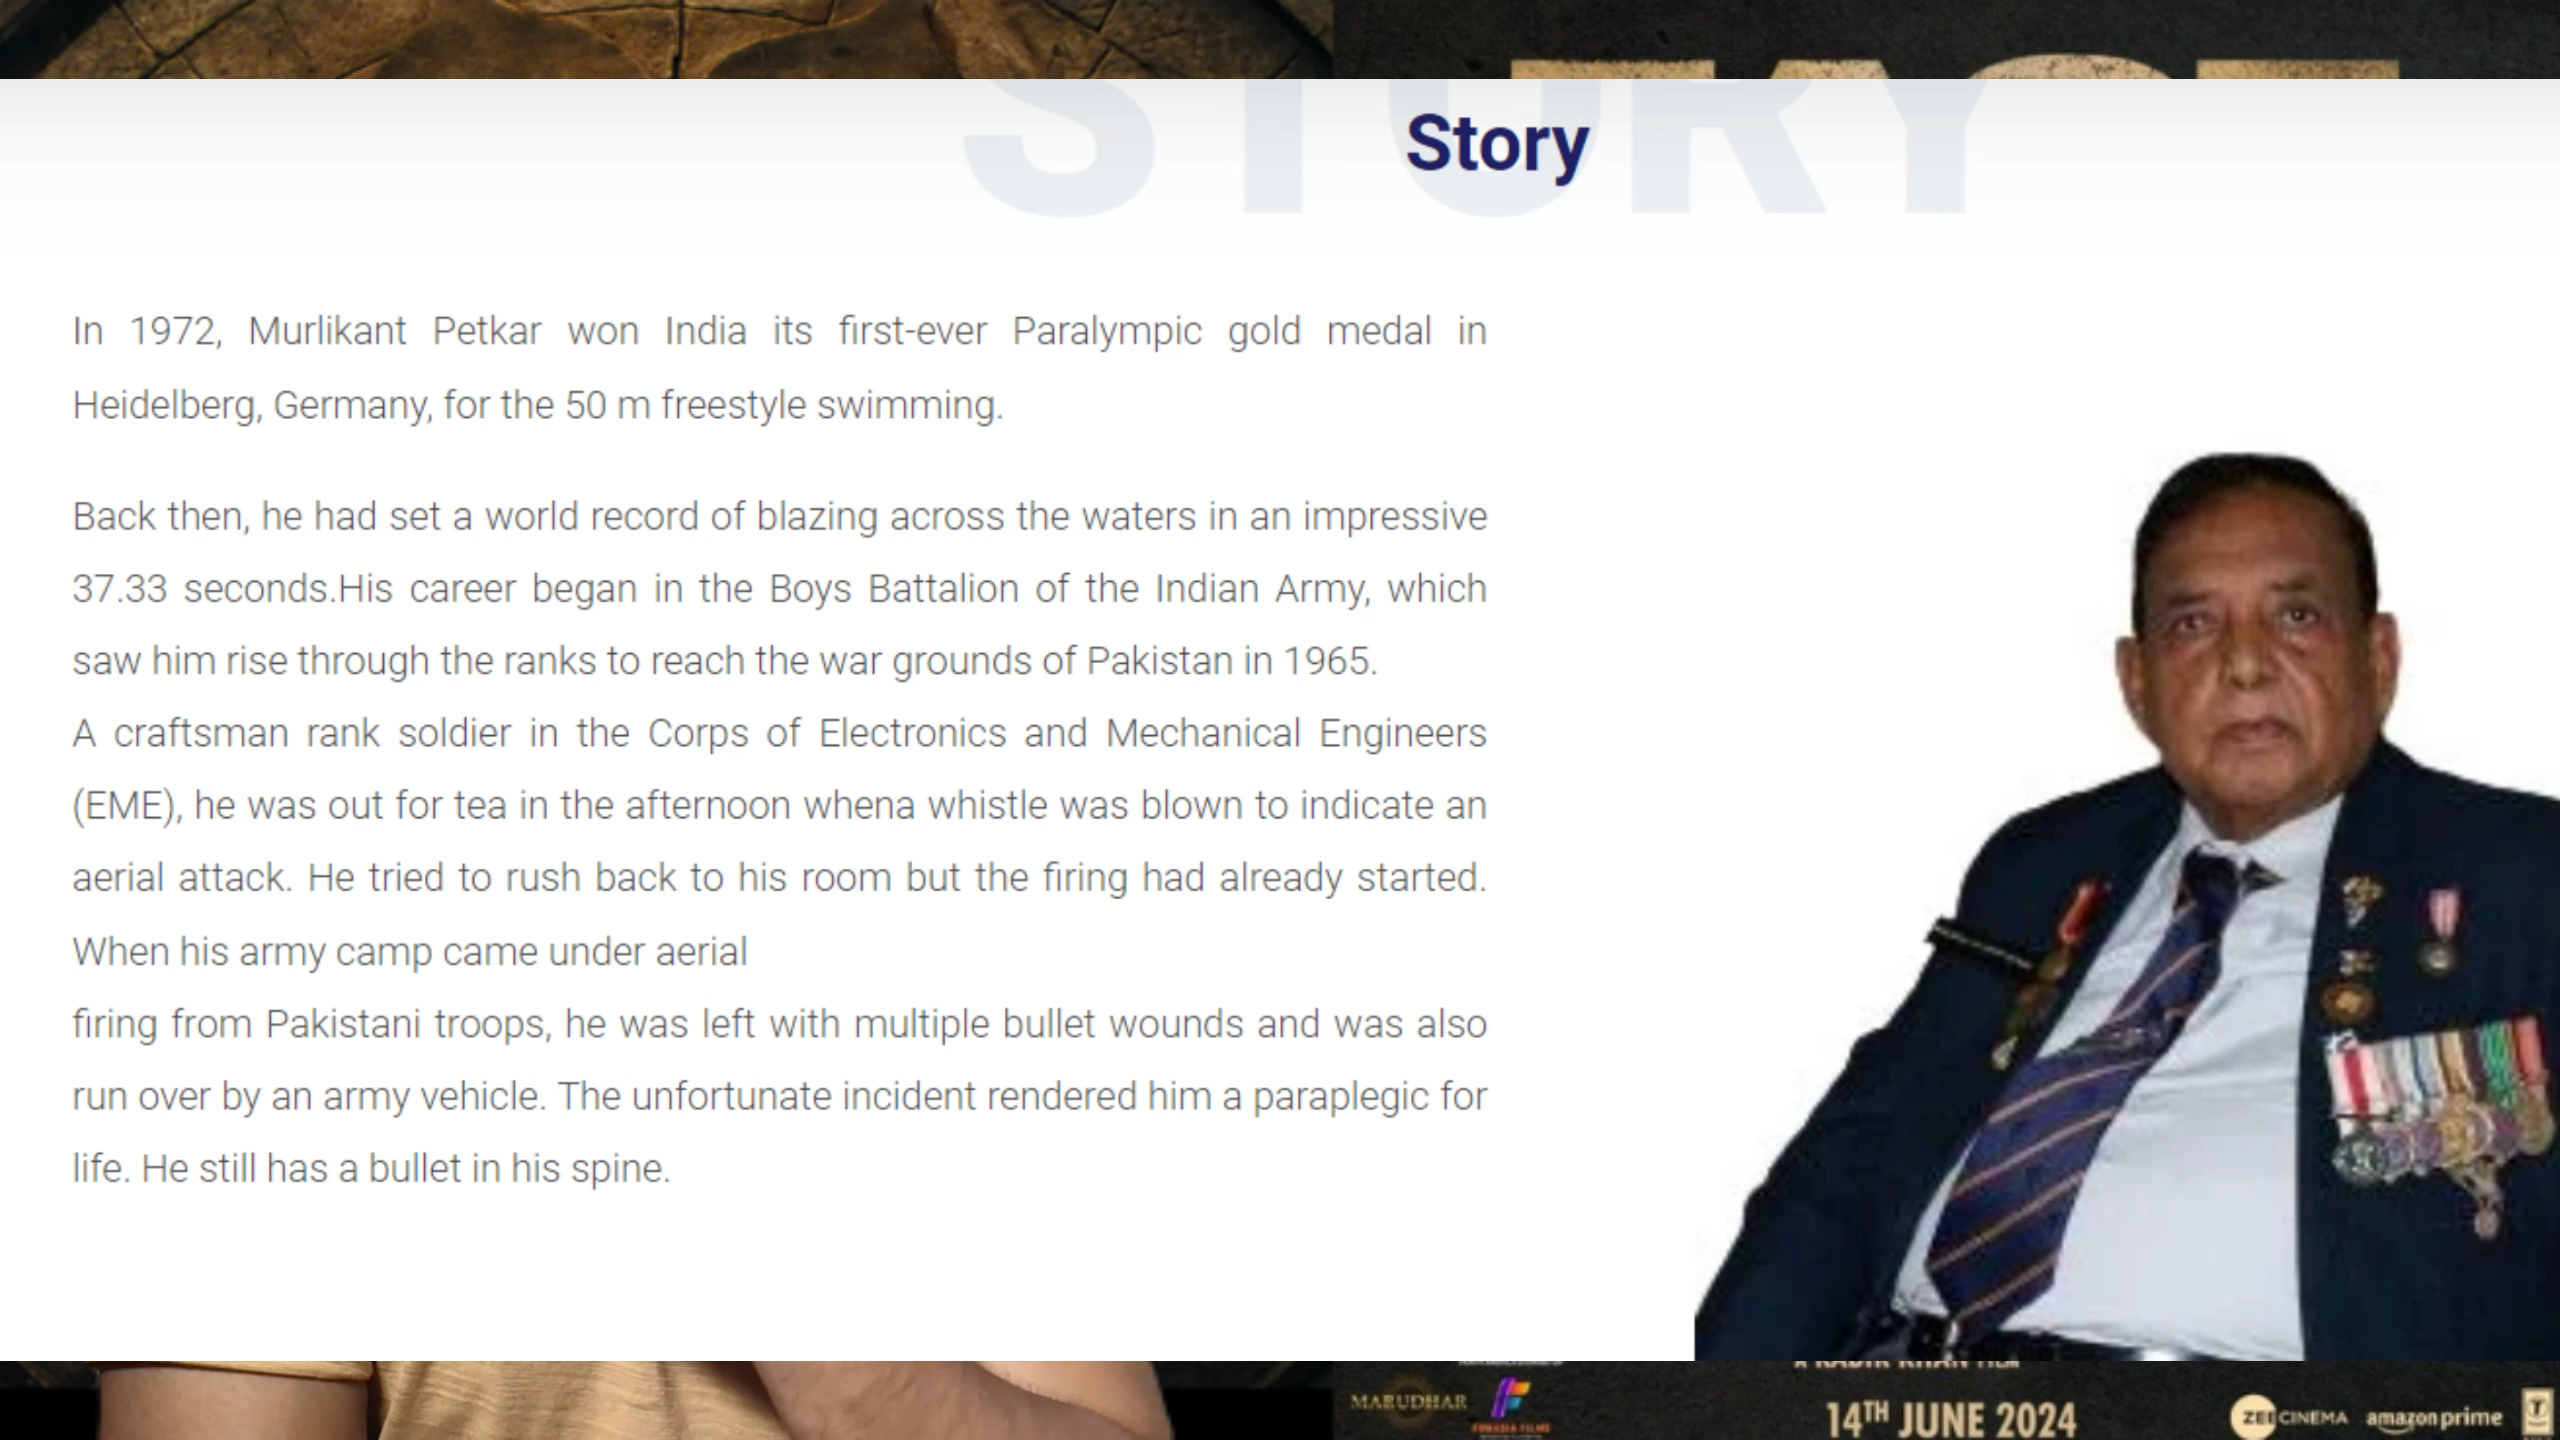 STORY
Story
In 1972, Murlikant Petkar won India its first-ever Paralympic gold medal in
Heidelberg, Germany, for the 50 m freestyle swimming.
Back then, he had set a world record of blazing across the waters in an impressive
37.33 seconds.His career began in the Boys Battalion of the Indian Army, which
saw him rise through the ranks to reach the war grounds of Pakistan in 1965.
A craftsman rank soldier in the Corps of Electronics and Mechanical Engineers
(EME), he was out for tea in the afternoon whena whistle was blown to indicate an
aerial attack. He tried to rush back to his room but the firing had already started.
When his army camp came under aerial
firing from Pakistani troops, he was left with multiple bullet wounds and was also
run over by an army vehicle. The unfortunate incident rendered him a paraplegic for
life. He still has a bullet in his spine.
A KABIR KHAN FILM
MARUDHAR
14TH JUNE 2024
ZEE CINEMA
amazon prime
T